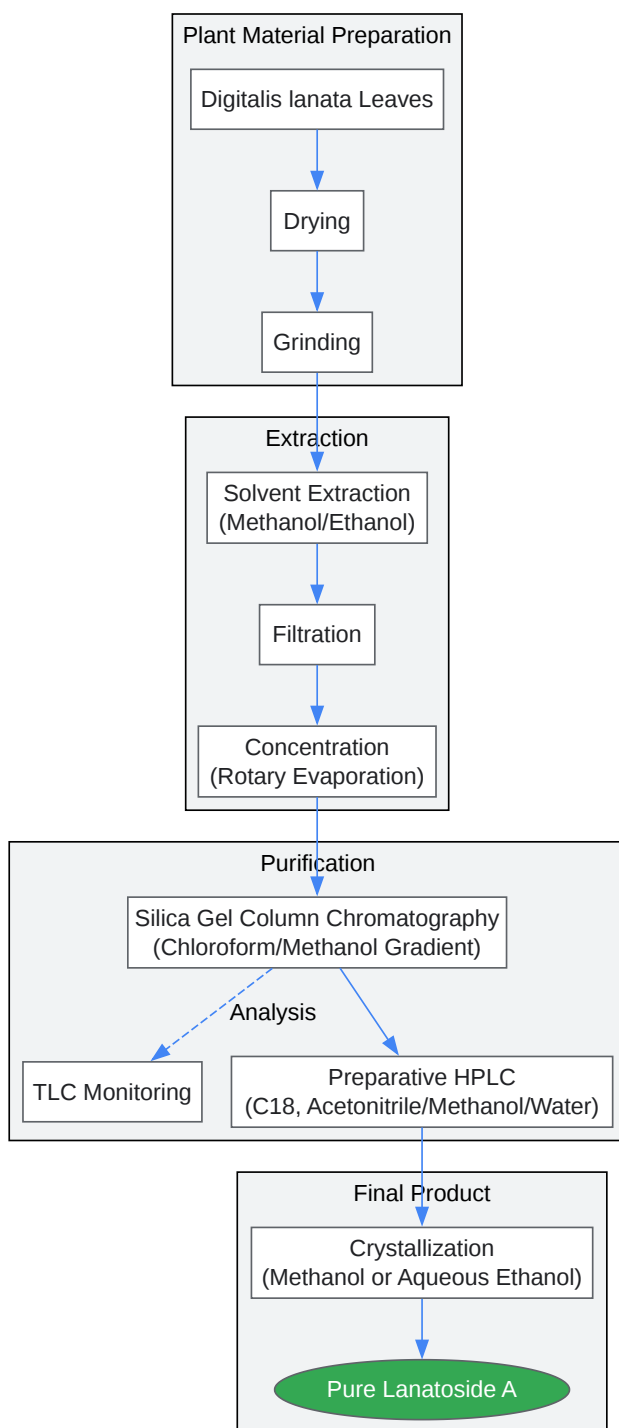 Plant Material Preparation
Digitalis lanata Leaves
Drying
Grinding
Extraction
Solvent Extraction
(Methanol/Ethanol)
Filtration
Concentration
(Rotary Evaporation)
Purification
Silica Gel Column Chromatography
(Chloroform/Methanol Gradient)
Analysis
TLC Monitoring
Preparative HPLC
(C18, Acetonitrile/Methanol/Water)
Final Product
Crystallization
(Methanol or Aqueous Ethanol)
Pure Lanatoside A